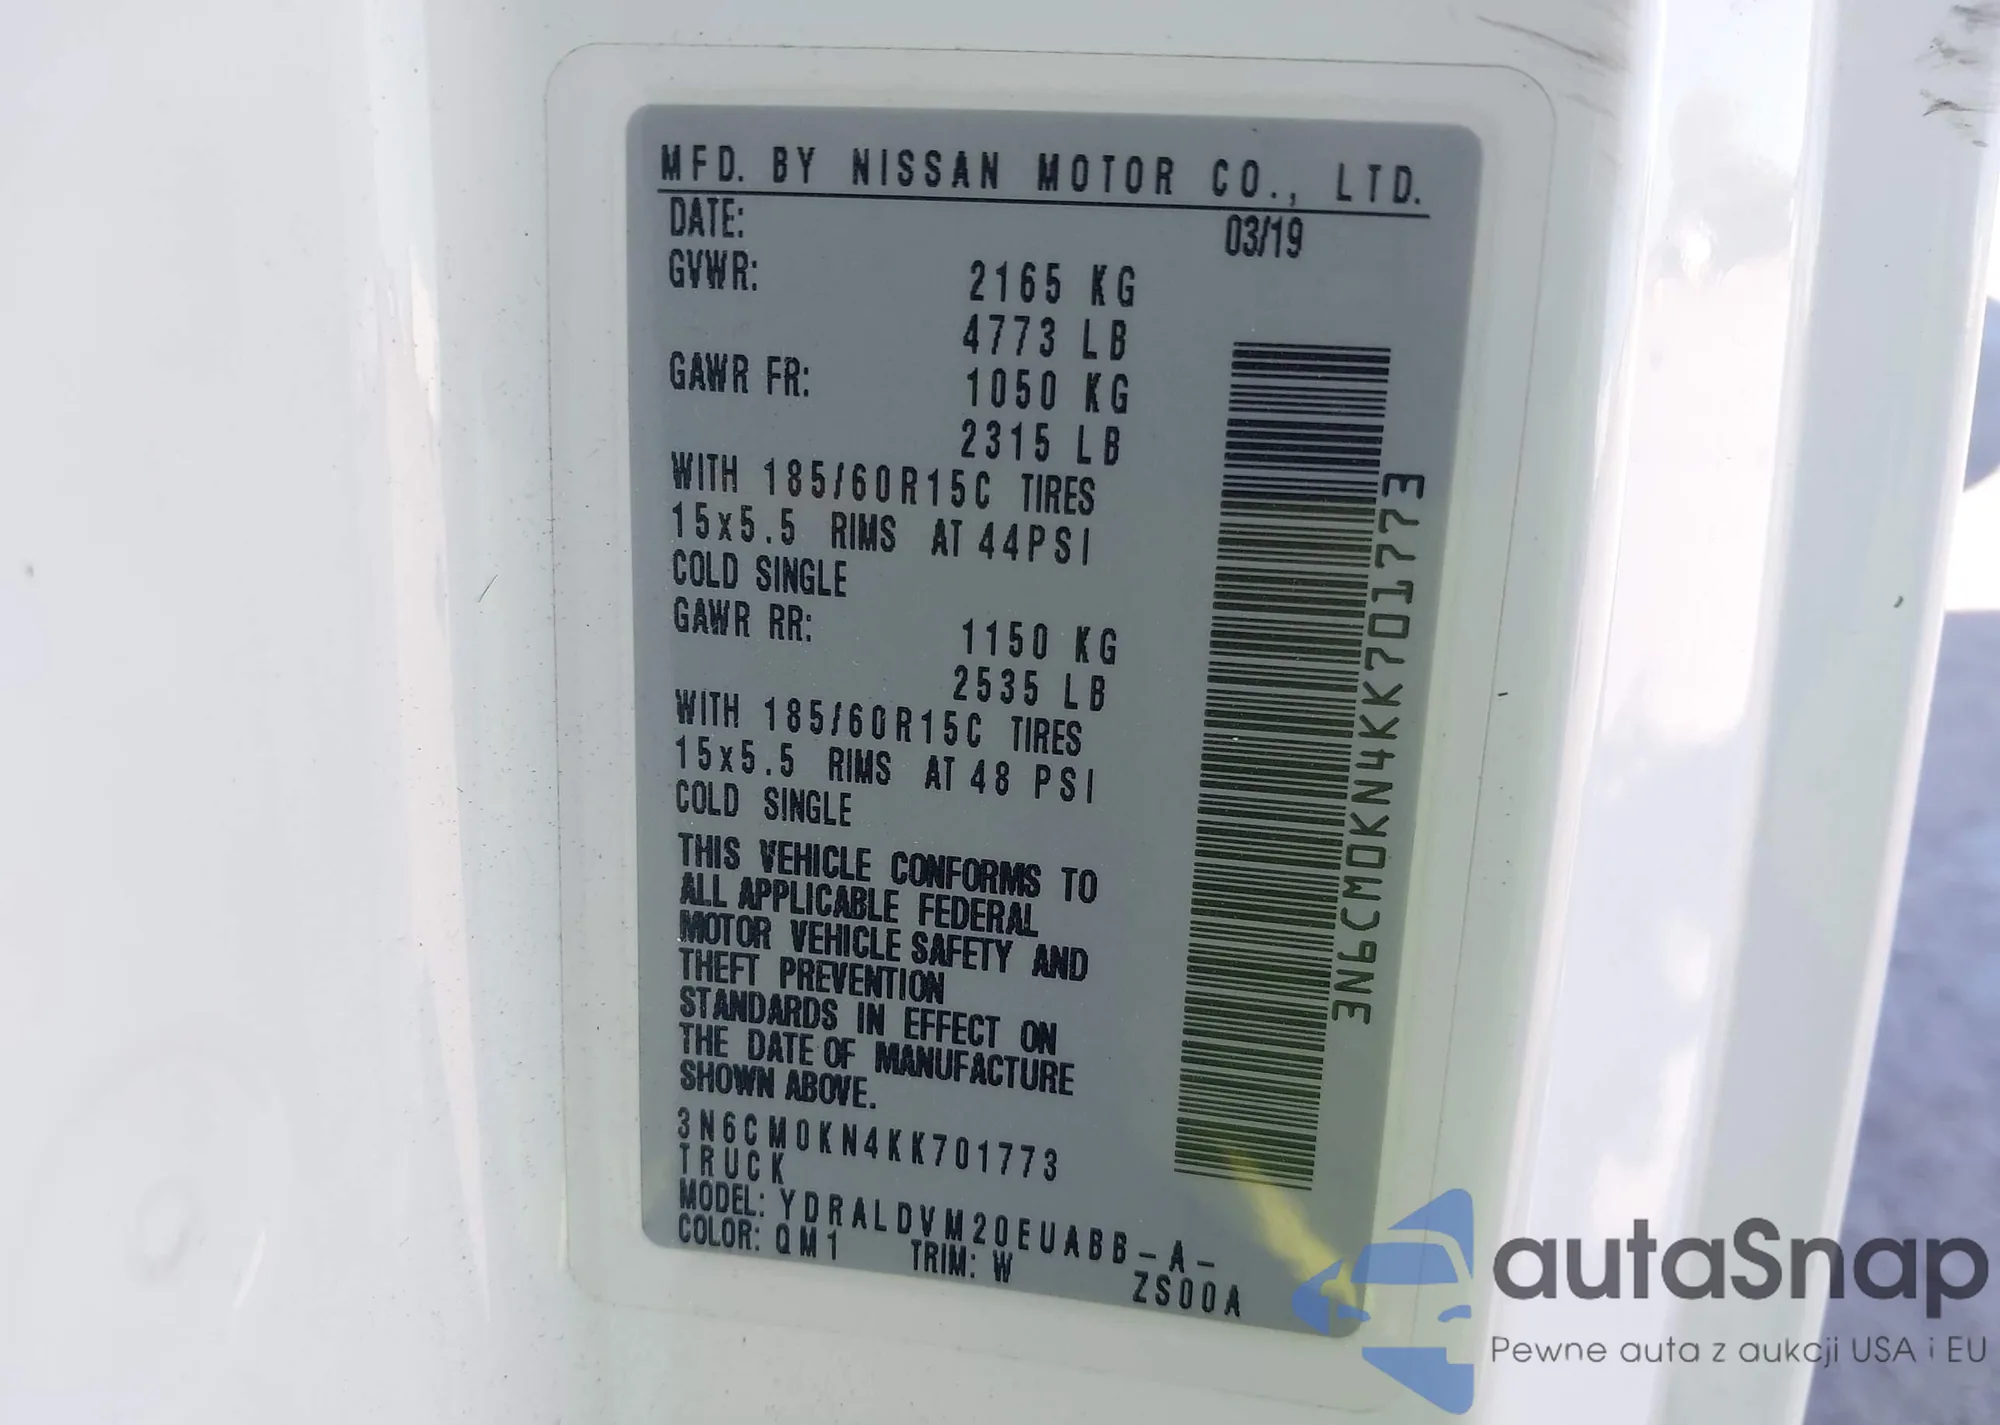 MFD. BY NISSAN MOTOR CO., LTD.
DATE: 03/19
GVWR: 2165 KG
4773 LB
GAWR FR: 1050 KG
2315 LB
WITH 185/60R15C TIRES
15x5.5 RIMS AT 44PSI
COLD SINGLE
GAWR RR: 1150 KG
2535 LB
WITH 185/60R15C TIRES
15x5.5 RIMS AT 48 PSI
COLD SINGLE
THIS VEHICLE CONFORMS TO
ALL APPLICABLE FEDERAL
MOTOR VEHICLE SAFETY AND
THEFT PREVENTION
STANDARDS IN EFFECT ON
THE DATE OF MANUFACTURE
SHOWN ABOVE.
3N6CM0KN4KK701773
TRUCK
MODEL: YDRALDVM20EUABB-A-
COLOR: QM1 TRIM: W ZS00A
3N6CM0KN4KK701773
autaSnap
Pewne auta z aukcji USA i EU